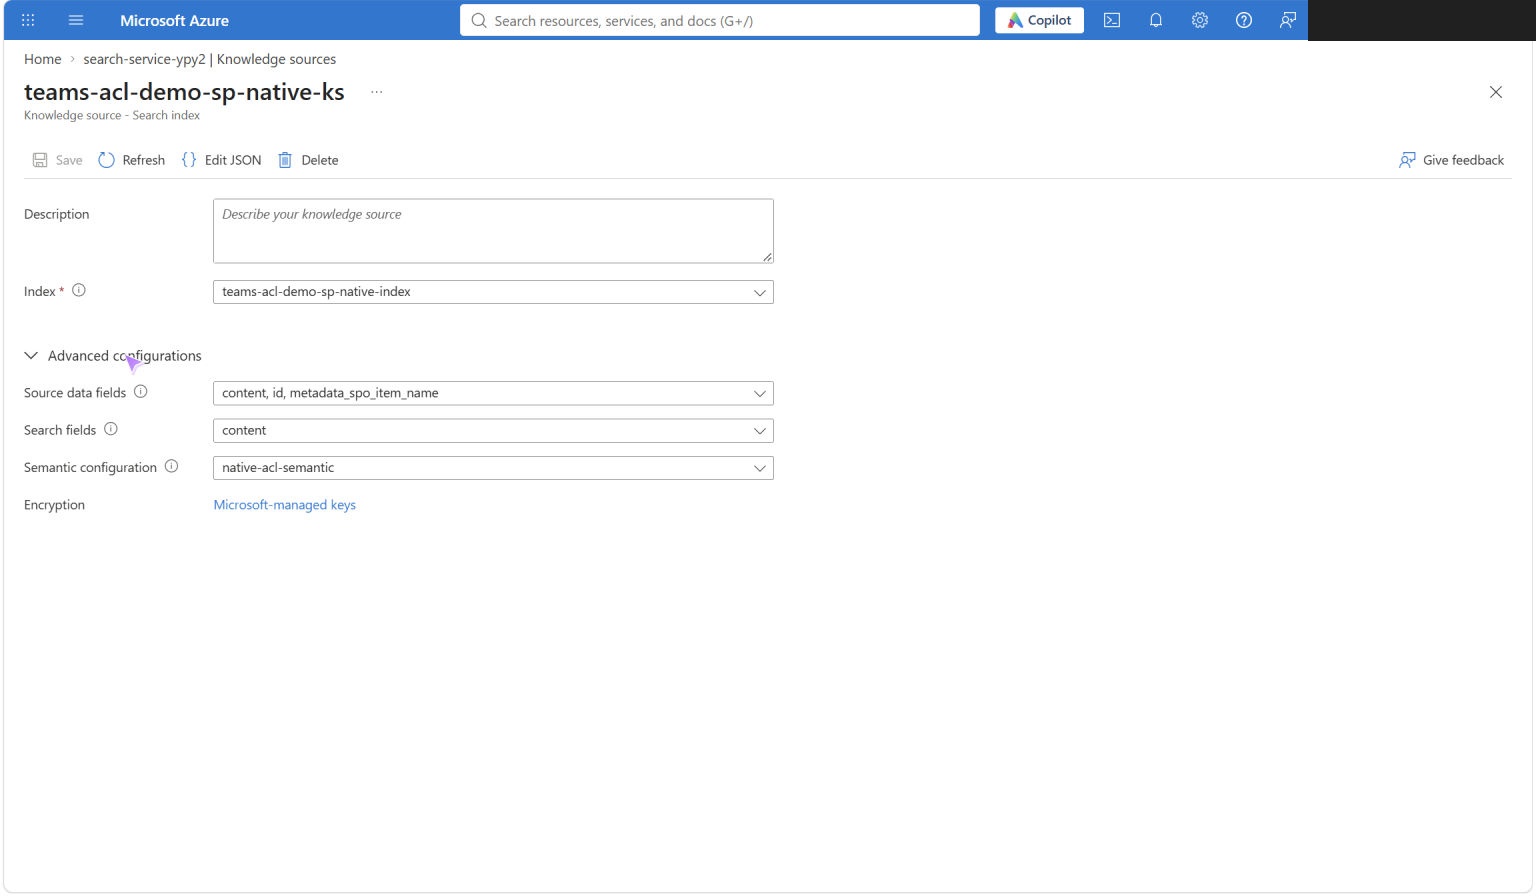 Microsoft Azure
Search resources, services, and docs (G+/)
Copilot
Home > search-service-ypy2 | Knowledge sources
teams-acl-demo-sp-native-ks ...
Knowledge source - Search index
Save Refresh {} Edit JSON Delete Give feedback
Description Describe your knowledge source
Index * teams-acl-demo-sp-native-index
Advanced configurations
Source data fields content, id, metadata_spo_item_name
Search fields content
Semantic configuration native-acl-semantic
Encryption Microsoft-managed keys